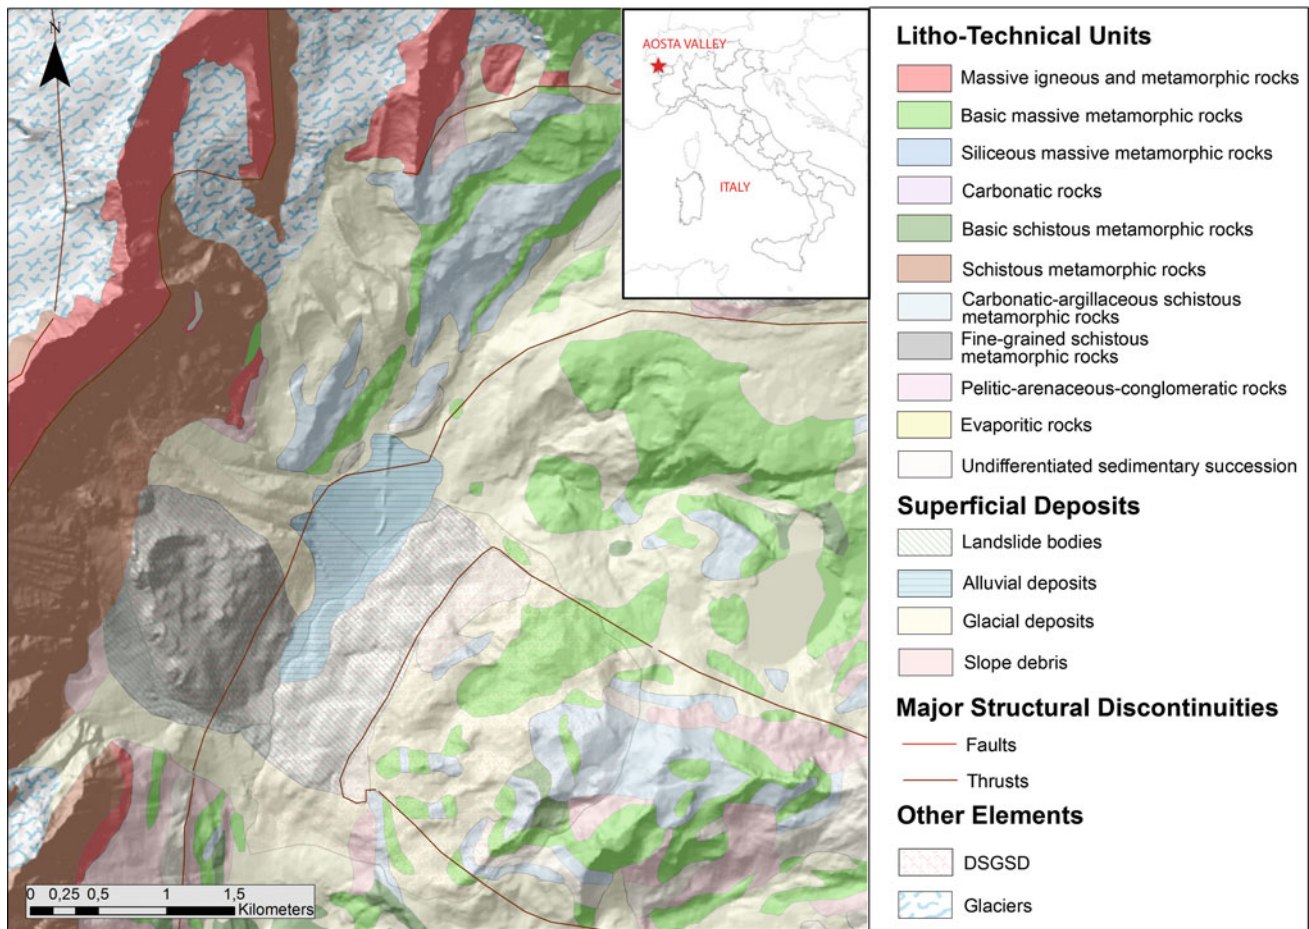 N
AOSTA VALLEY
ITALY
0 0,25 0,5 1 1,5
Kilometers
Litho-Technical Units
Massive igneous and metamorphic rocks
Basic massive metamorphic rocks
Siliceous massive metamorphic rocks
Carbonatic rocks
Basic schistous metamorphic rocks
Schistous metamorphic rocks
Carbonatic-argillaceous schistous
metamorphic rocks
Fine-grained schistous
metamorphic rocks
Pelitic-arenaceous-conglomeratic rocks
Evaporitic rocks
Undifferentiated sedimentary succession
Superficial Deposits
Landslide bodies
Alluvial deposits
Glacial deposits
Slope debris
Major Structural Discontinuities
Faults
Thrusts
Other Elements
DSGSD
Glaciers